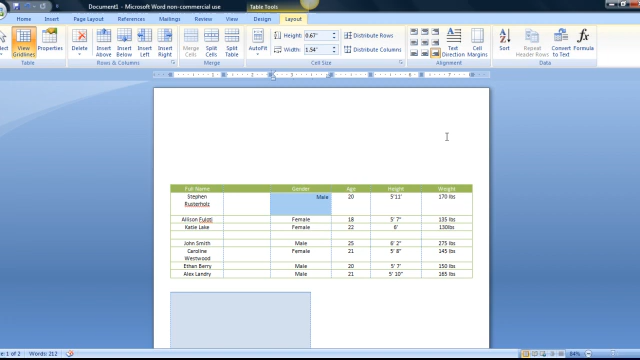 Document1 - Microsoft Word non-commercial use
Table Tools
Home Insert Page Layout References Mailings Review View Design Layout
View Gridlines
Properties
Delete
Insert Above
Insert Below
Insert Left
Insert Right
Merge Cells
Split Cells
Split Table
AutoFit
Height: 0.67"
Width: 1.54"
Distribute Rows
Distribute Columns
Text Direction
Cell Margins
Sort
Repeat Header Rows
Convert to Text
Formula
Table Rows & Columns Merge Cell Size Alignment Data
Full Name Gender Age Height Weight
Stephen Rusterholz Male 20 5'11' 170 lbs
Allison Fuloti Female 18 5' 7" 135 lbs
Katie Lake Female 22 6' 130lbs
John Smith Male 25 6' 2" 275 lbs
Caroline Westwood Female 21 5' 8" 145 lbs
Ethan Berry Male 20 5' 7" 150 lbs
Alex Landry Male 21 5' 10" 165 lbs
1 of 2 Words: 212 84%